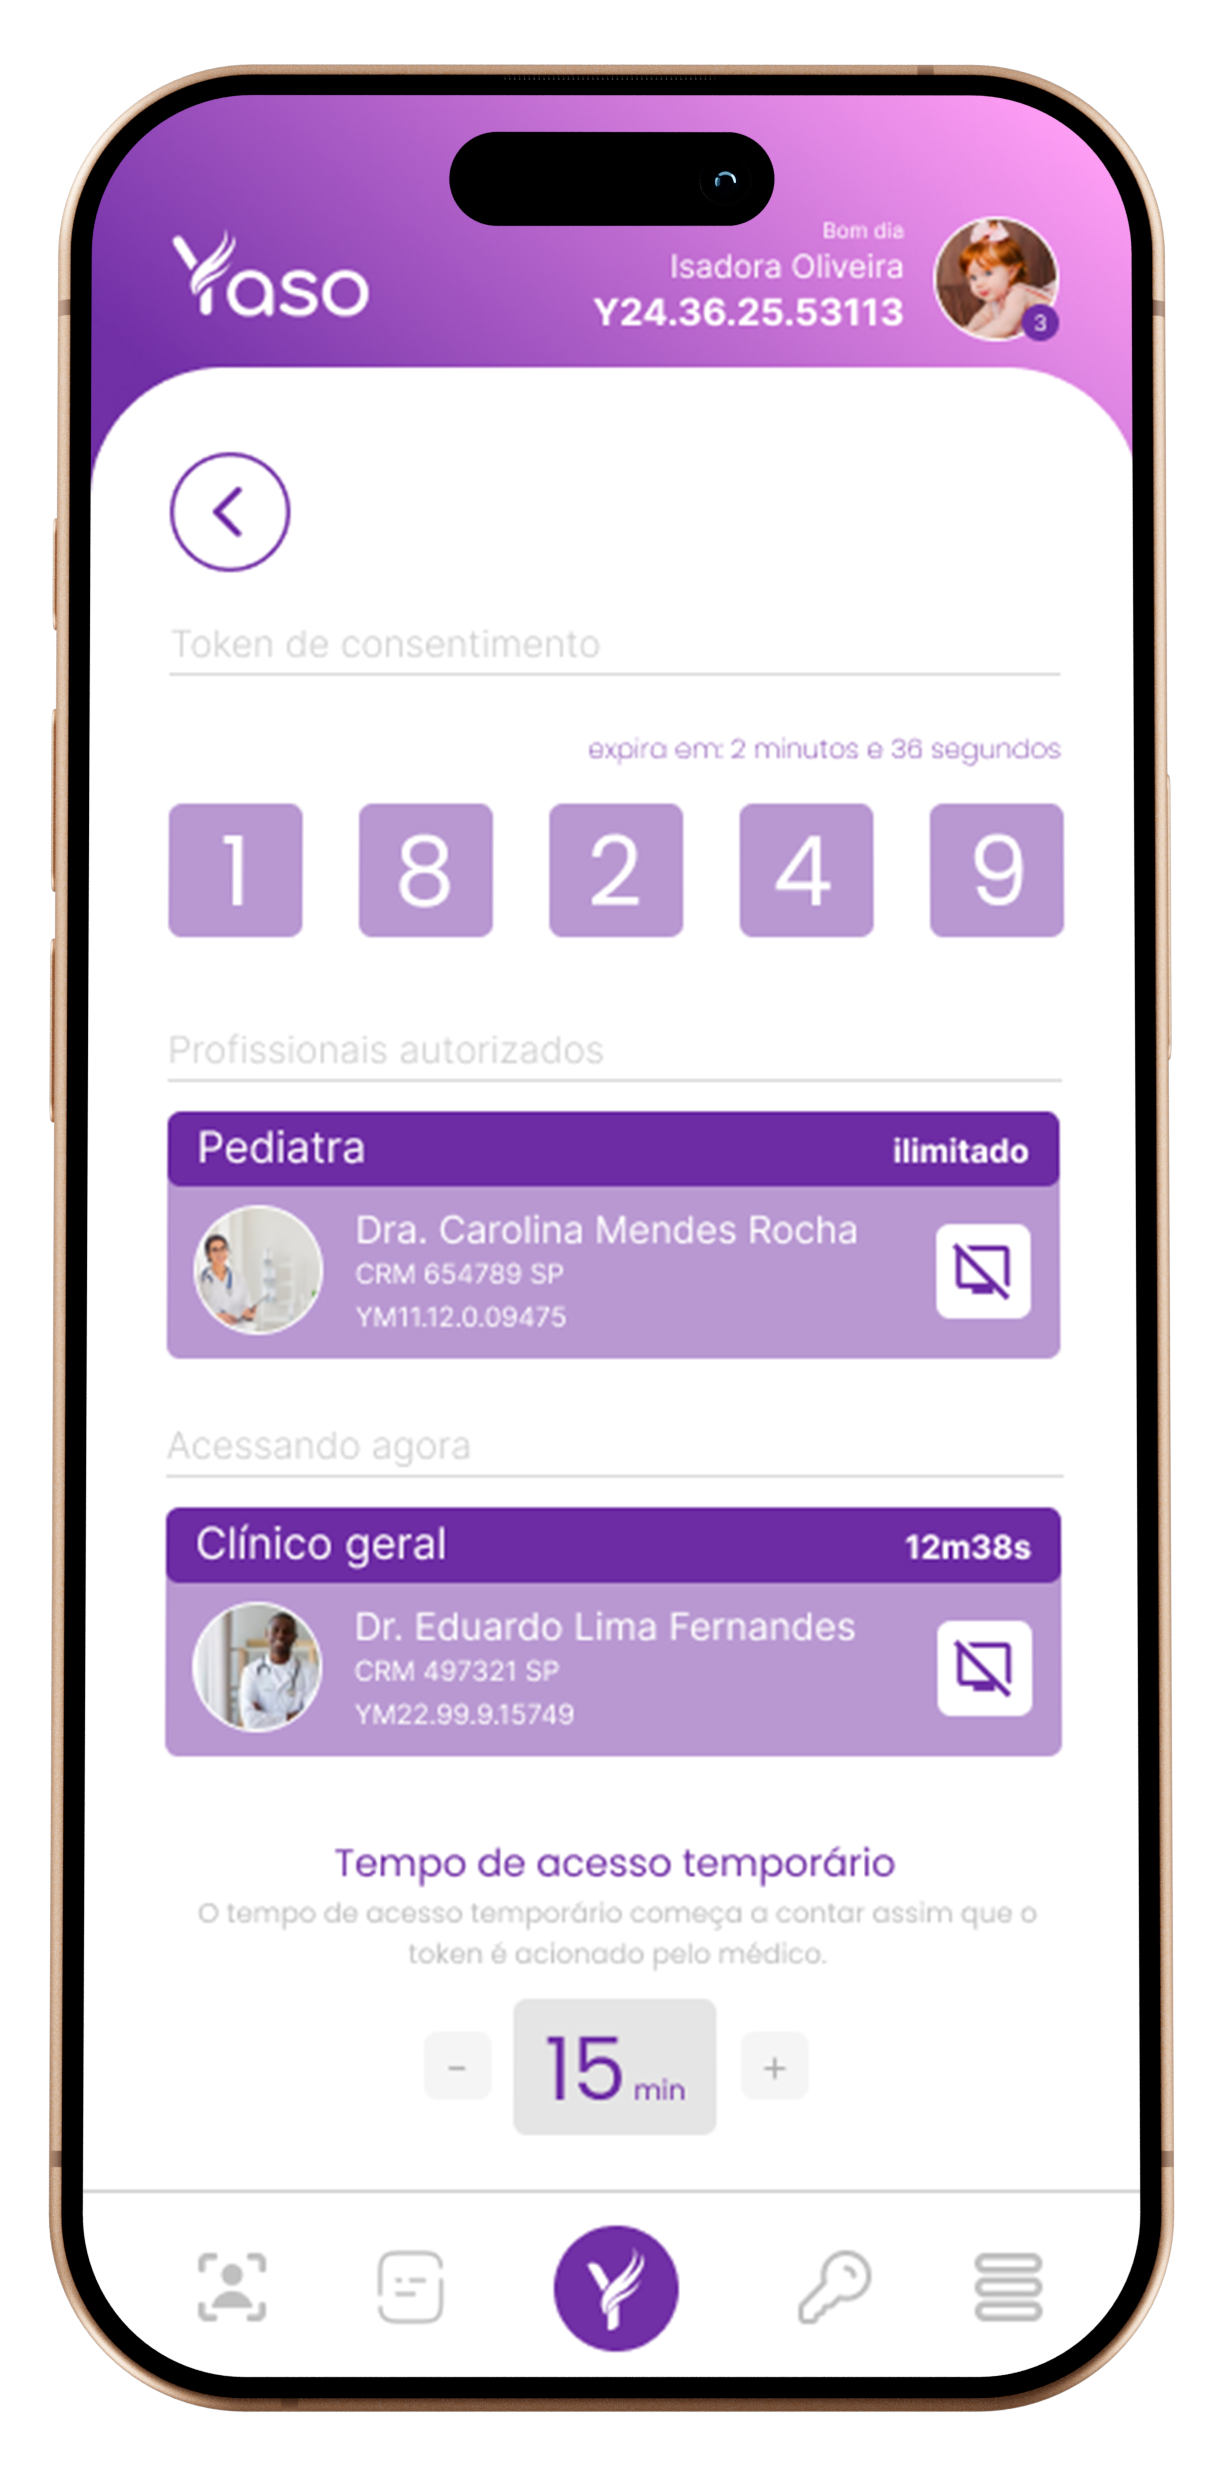 Yaso
Bom dia
Isadora Oliveira
Y24.36.25.53113
3
Token de consentimento
expira em: 2 minutos e 36 segundos
1 8 2 4 9
Profissionais autorizados
Pediatra ilimitado
Dra. Carolina Mendes Rocha
CRM 654789 SP
YM11.12.0.09475
Acessando agora
Clínico geral 12m38s
Dr. Eduardo Lima Fernandes
CRM 497321 SP
YM22.99.9.15749
Tempo de acesso temporário
O tempo de acesso temporário começa a contar assim que o
token é acionado pelo médico.
- 15 min +